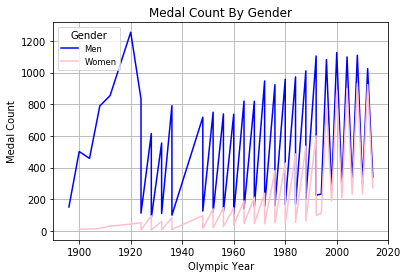 Medal Count By Gender
Gender
Men
Women
Medal Count
1200
1000
800
600
400
200
0
1900 1920 1940 1960 1980 2000 2020
Olympic Year